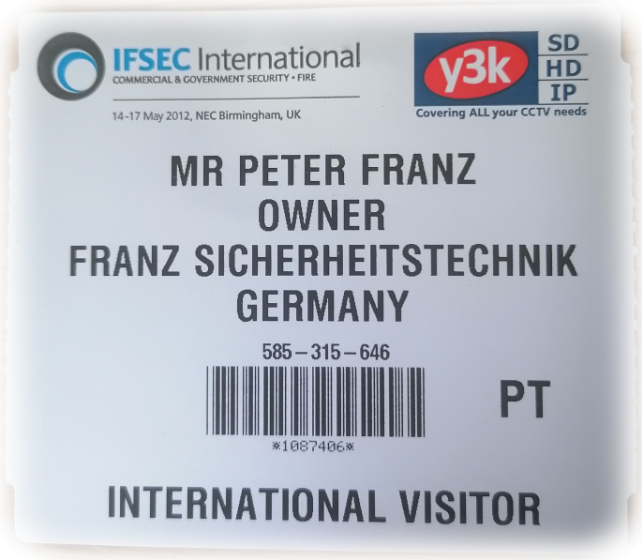 IFSEC International
COMMERCIAL & GOVERNMENT SECURITY • FIRE
14-17 May 2012, NEC Birmingham, UK
y3k
SD
HD
IP
Covering ALL your CCTV needs
MR PETER FRANZ
OWNER
FRANZ SICHERHEITSTECHNIK
GERMANY
585-315-646
*1087406*
PT
INTERNATIONAL VISITOR